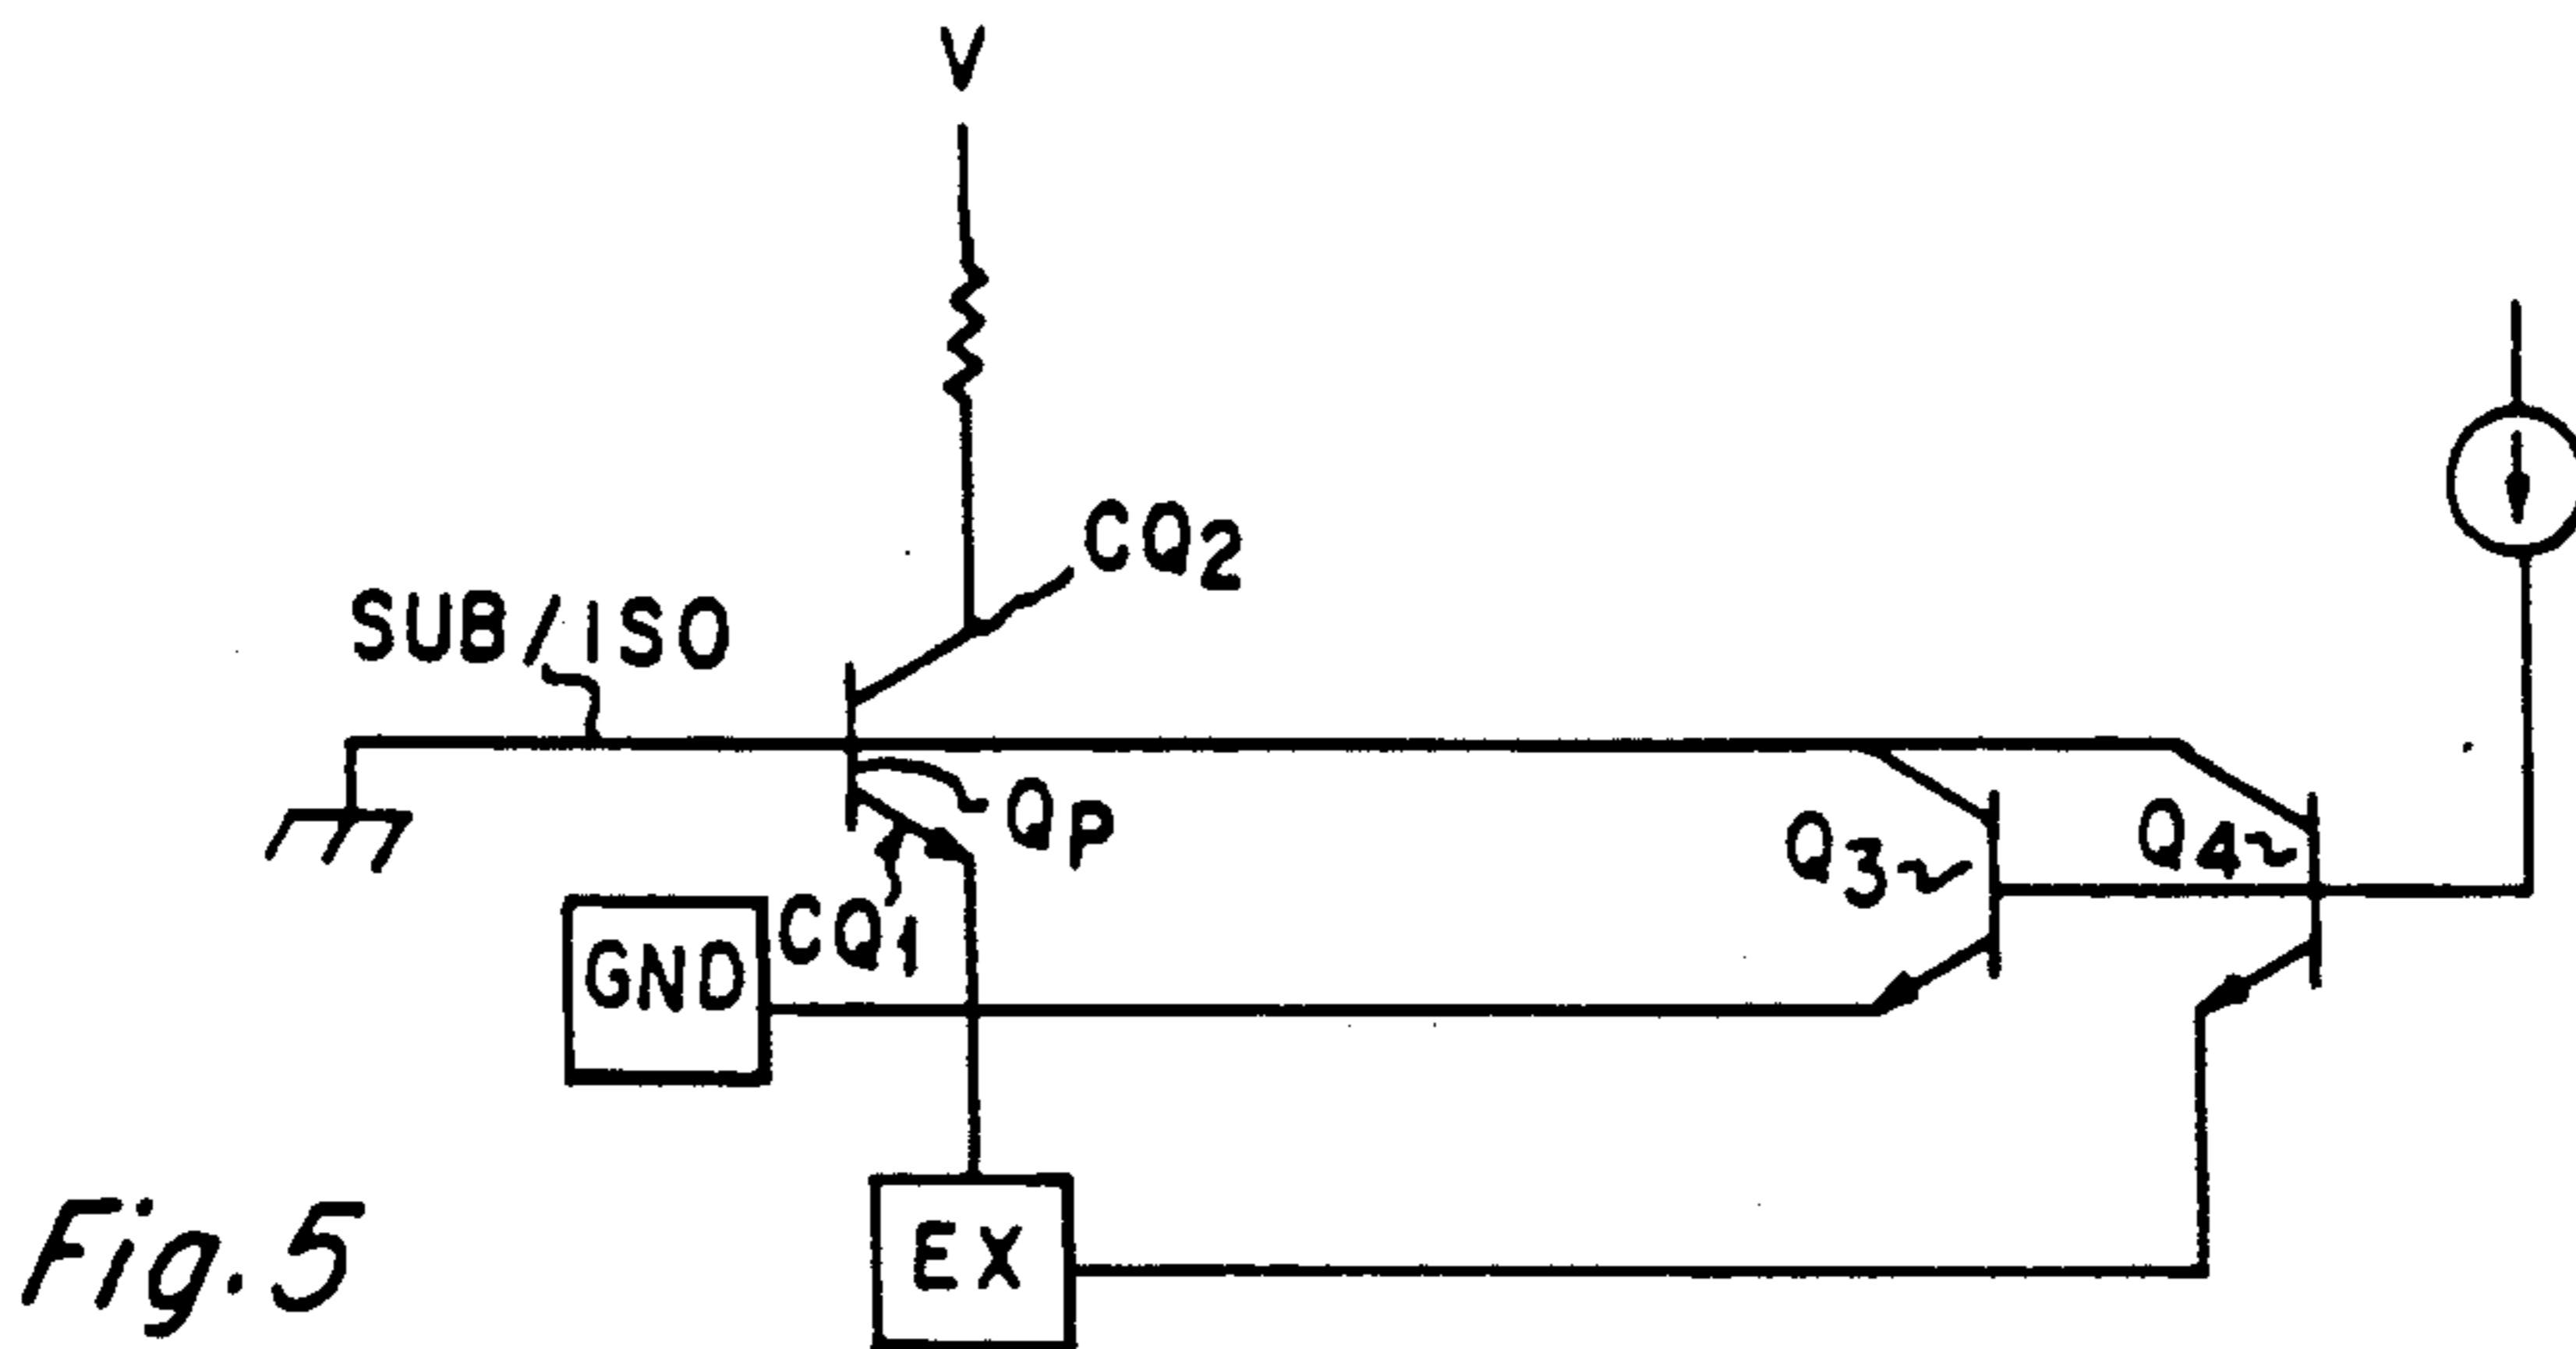 V
CQ2
SUB/ISO
QP
Q3
Q4
CQ1
GND
EX
Fig. 5